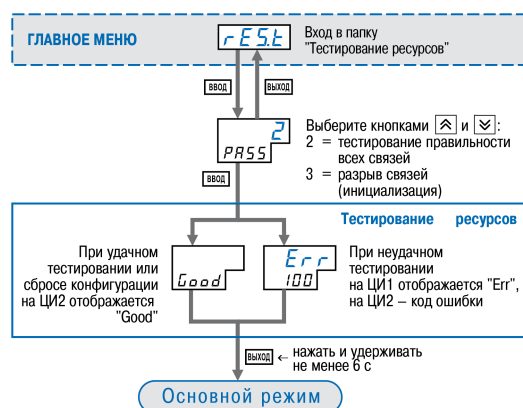 ГЛАВНОЕ МЕНЮ
rES.t
Вход в папку
"Тестирование ресурсов"
ВВОД
ВЫХОД
2
PASS
Выберите кнопками и :
2 = тестирование правильности
всех связей
3 = разрыв связей
(инициализация)
ВВОД
Тестирование ресурсов
При удачном
тестировании или
сбросе конфигурации
на ЦИ2 отображается
"Good"
Good
Err
100
При неудачном
тестировании
на ЦИ1 отображается "Err",
на ЦИ2 – код ошибки
ВЫХОД ← нажать и удерживать
не менее 6 с
Основной режим